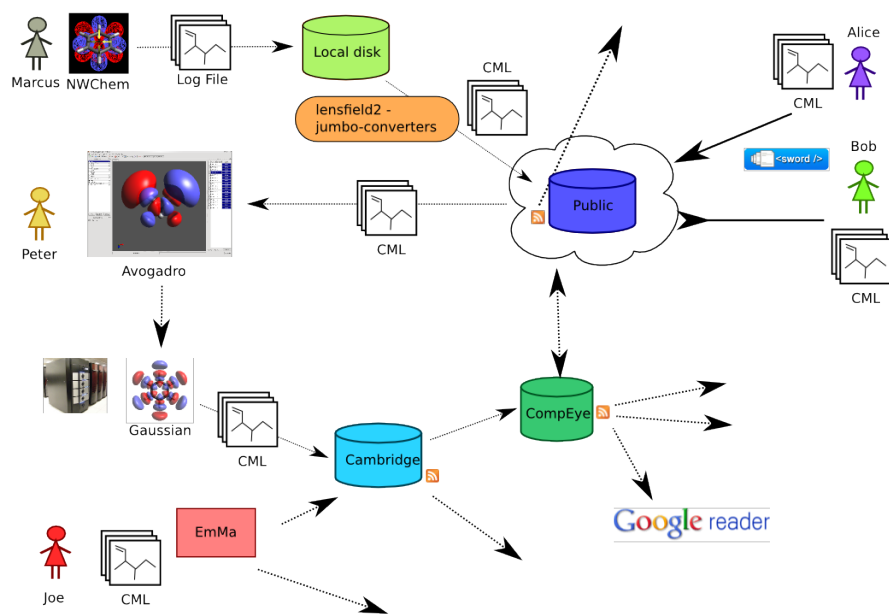 Marcus
NWChem
Log File
Local disk
lensfield2 -
jumbo-converters
CML
Alice
CML
<sword />
Bob
CML
Public
CML
Peter
Avogadro
Gaussian
CML
Cambridge
CompEye
Google reader
EmMa
Joe
CML